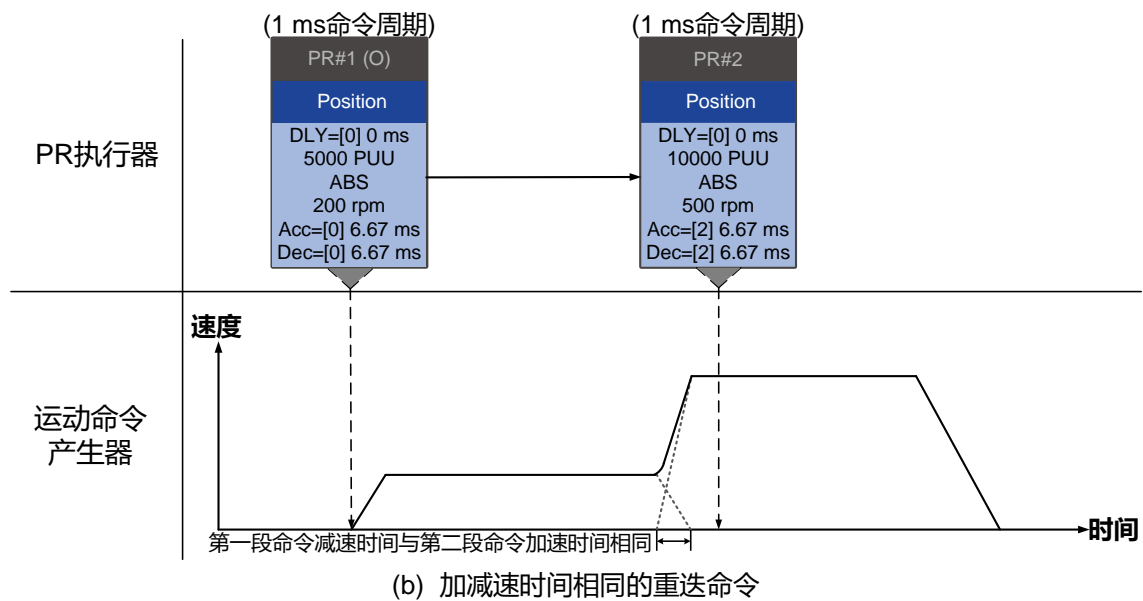 (1 ms命令周期)
(1 ms命令周期)
PR#1 (O)
PR#2
Position
Position
PR执行器
DLY=[0] 0 ms
5000 PUU
ABS
200 rpm
Acc=[0] 6.67 ms
Dec=[0] 6.67 ms
DLY=[0] 0 ms
10000 PUU
ABS
500 rpm
Acc=[2] 6.67 ms
Dec=[2] 6.67 ms
速度
运动命令
产生器
时间
第一段命令减速时间与第二段命令加速时间相同
(b) 加减速时间相同的重迭命令